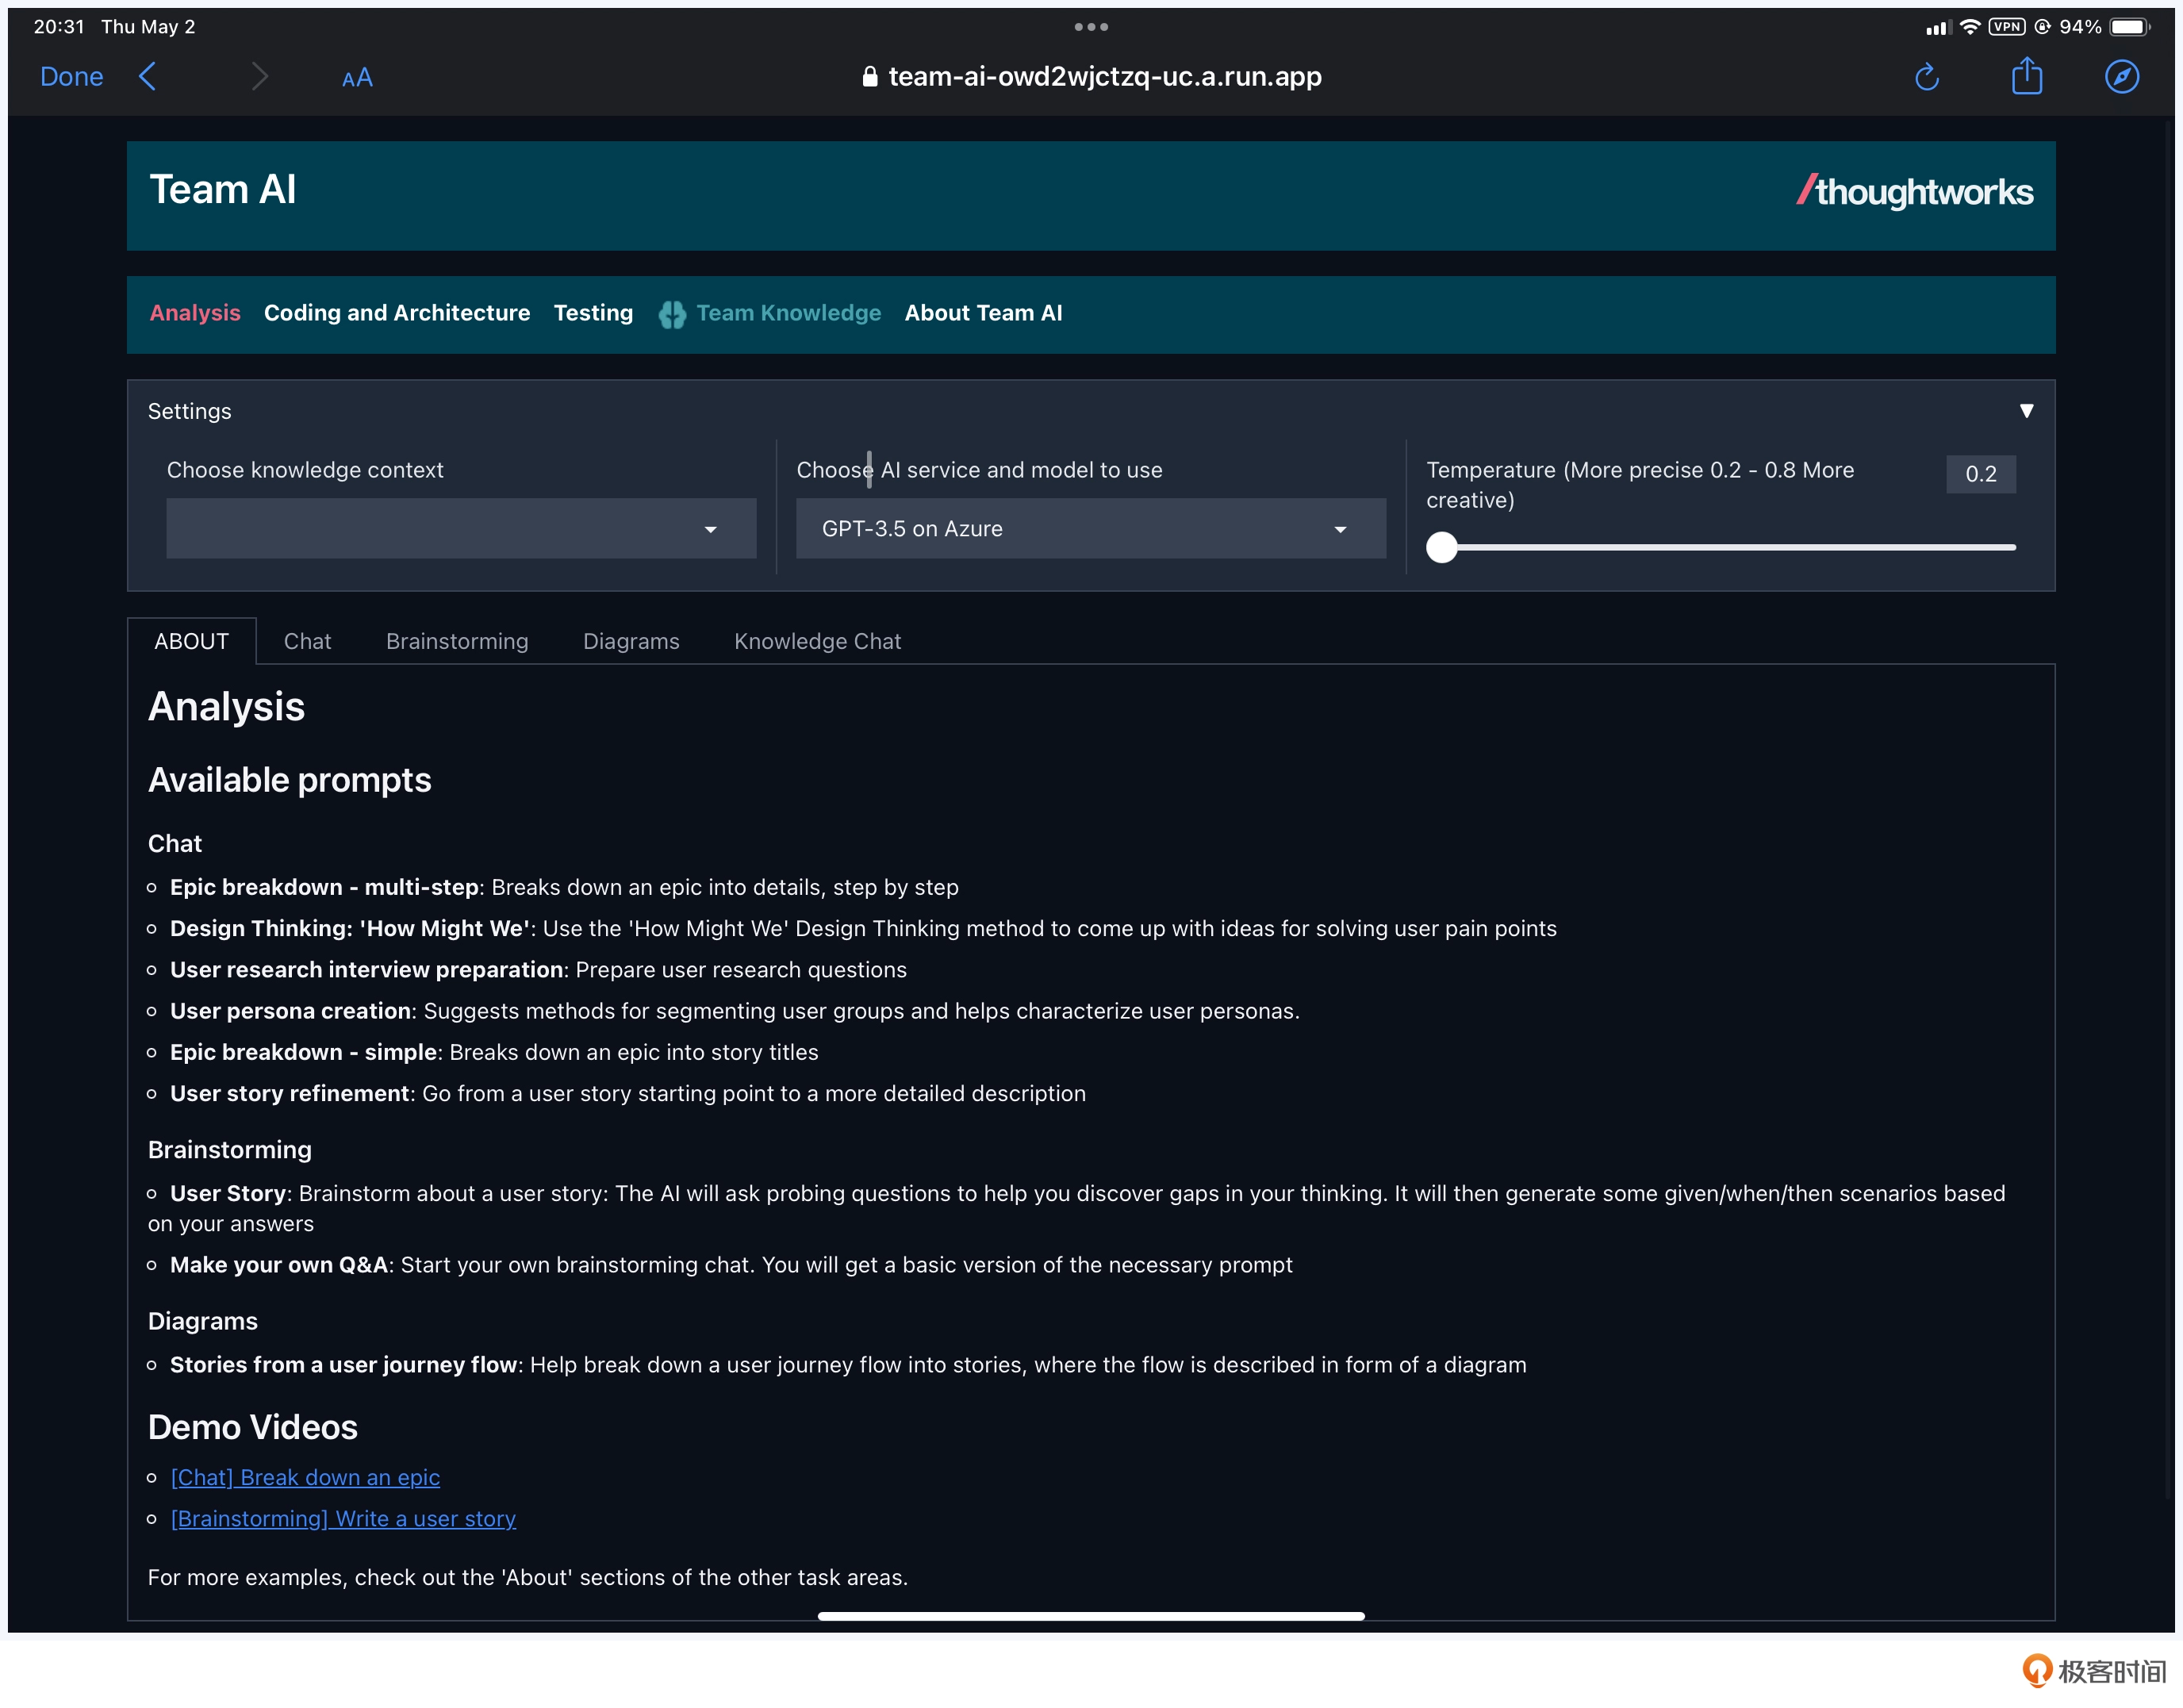 20:31 Thu May 2
VPN 94%
Done
AA
team-ai-owd2wjctzq-uc.a.run.app
Team AI
/thoughtworks
Analysis Coding and Architecture Testing Team Knowledge About Team AI
Settings
Choose knowledge context
Choose AI service and model to use
GPT-3.5 on Azure
Temperature (More precise 0.2 - 0.8 More
creative)
0.2
ABOUT Chat Brainstorming Diagrams Knowledge Chat
Analysis
Available prompts
Chat
Epic breakdown - multi-step: Breaks down an epic into details, step by step
Design Thinking: 'How Might We': Use the 'How Might We' Design Thinking method to come up with ideas for solving user pain points
User research interview preparation: Prepare user research questions
User persona creation: Suggests methods for segmenting user groups and helps characterize user personas.
Epic breakdown - simple: Breaks down an epic into story titles
User story refinement: Go from a user story starting point to a more detailed description
Brainstorming
User Story: Brainstorm about a user story: The AI will ask probing questions to help you discover gaps in your thinking. It will then generate some given/when/then scenarios based
on your answers
Make your own Q&A: Start your own brainstorming chat. You will get a basic version of the necessary prompt
Diagrams
Stories from a user journey flow: Help break down a user journey flow into stories, where the flow is described in form of a diagram
Demo Videos
[Chat] Break down an epic
[Brainstorming] Write a user story
For more examples, check out the 'About' sections of the other task areas.
极客时间